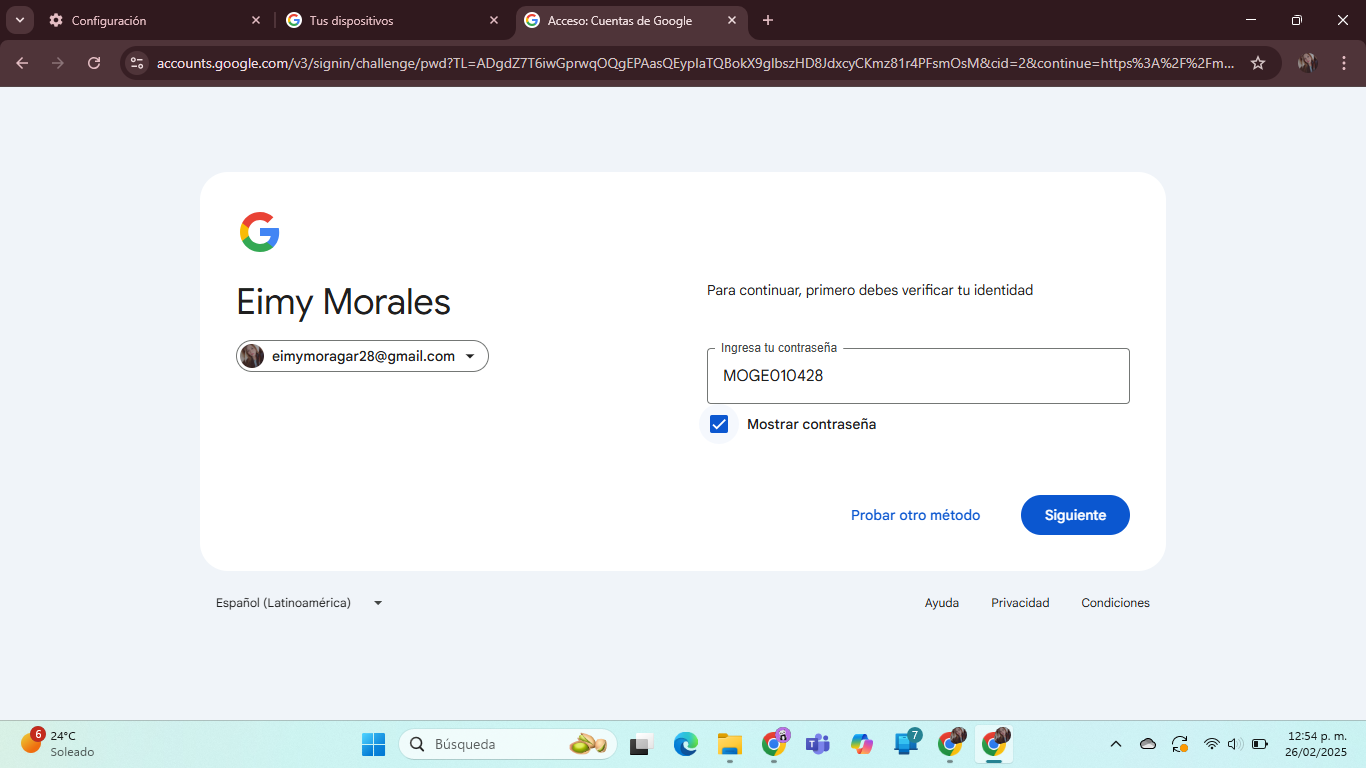 Configuración
Tus dispositivos
Acceso: Cuentas de Google
accounts.google.com/v3/signin/challenge/pwd?TL=ADgdZ7T6iwGprwqOQgEPAasQEypIaTQBokX9glbszHD8JdxcyCKmz81r4PFsmOsM&cid=2&continue=https%3A%2F%2Fm...
Eimy Morales
eimymoragar28@gmail.com
Para continuar, primero debes verificar tu identidad
Ingresa tu contraseña
MOGE010428
Mostrar contraseña
Probar otro método
Siguiente
Español (Latinoamérica)
Ayuda
Privacidad
Condiciones
6
24°C
Soleado
Búsqueda
7
12:54 p. m.
26/02/2025